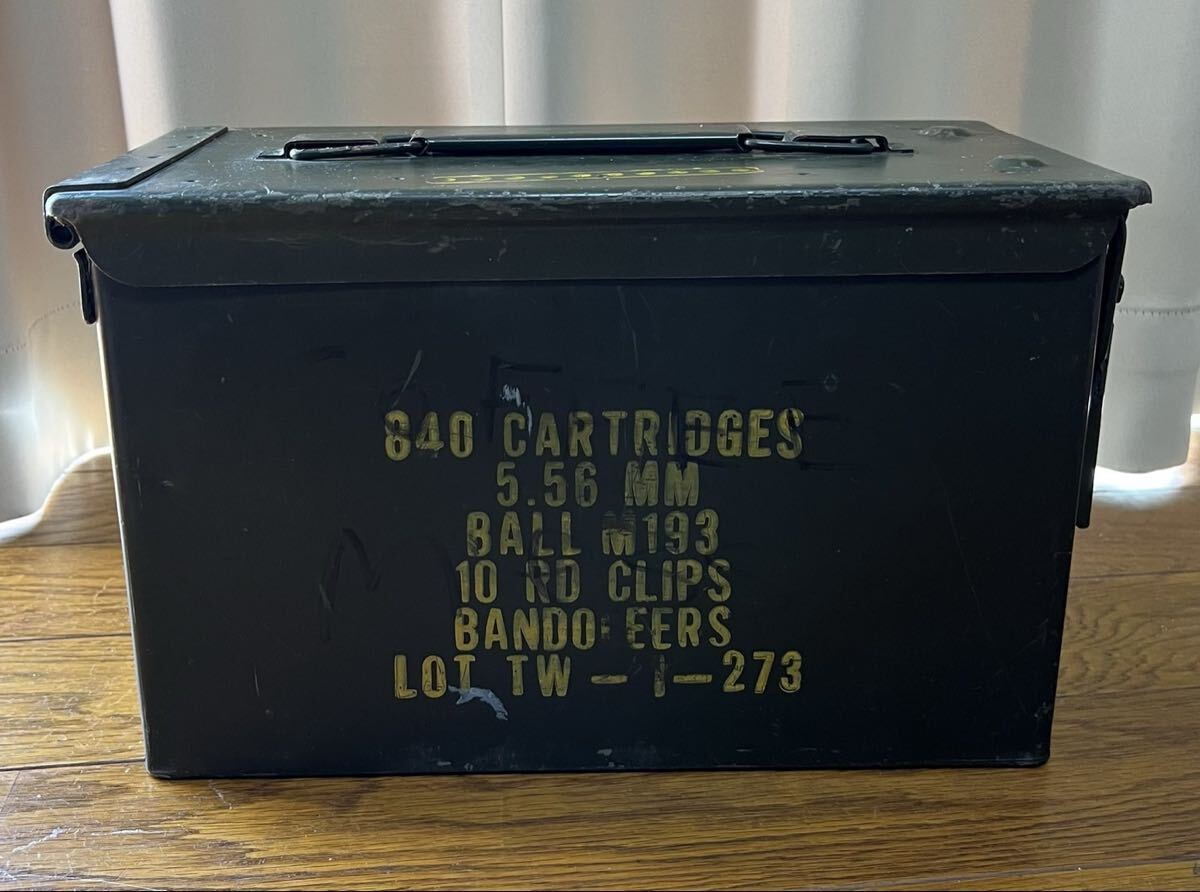 840 CARTRIDGES
5.56 MM
BALL M193
10 RD CLIPS
BANDOLEERS
LOT TW-1-273